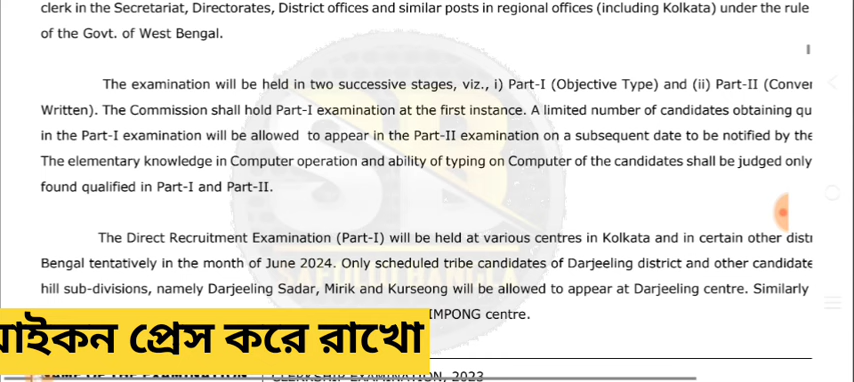 clerk in the Secretariat, Directorates, District offices and similar posts in regional offices (including Kolkata) under the rule
of the Govt. of West Bengal.
The examination will be held in two successive stages, viz., i) Part-I (Objective Type) and (ii) Part-II (Conver
Written). The Commission shall hold Part-I examination at the first instance. A limited number of candidates obtaining qu
in the Part-I examination will be allowed to appear in the Part-II examination on a subsequent date to be notified by the
The elementary knowledge in Computer operation and ability of typing on Computer of the candidates shall be judged only
found qualified in Part-I and Part-II.
The Direct Recruitment Examination (Part-I) will be held at various centres in Kolkata and in certain other distr
Bengal tentatively in the month of June 2024. Only scheduled tribe candidates of Darjeeling district and other candidate
hill sub-divisions, namely Darjeeling Sadar, Mirik and Kurseong will be allowed to appear at Darjeeling centre. Similarly
IMPONG centre.
াইকন প্রেস করে রাখো
NAME OF THE EXAMINATION CLERKSHIP EXAMINATION, 2023